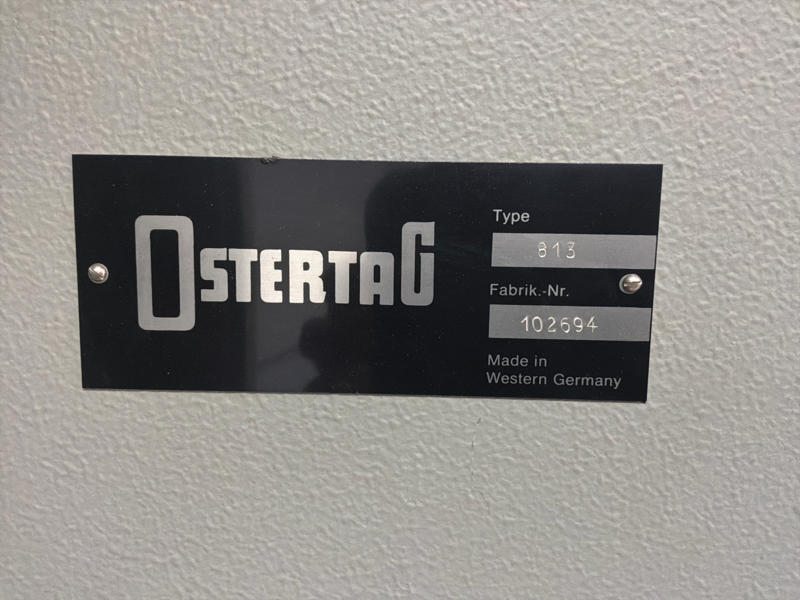 OSTERTAG
Type
813
Fabrik.-Nr.
102694
Made in
Western Germany